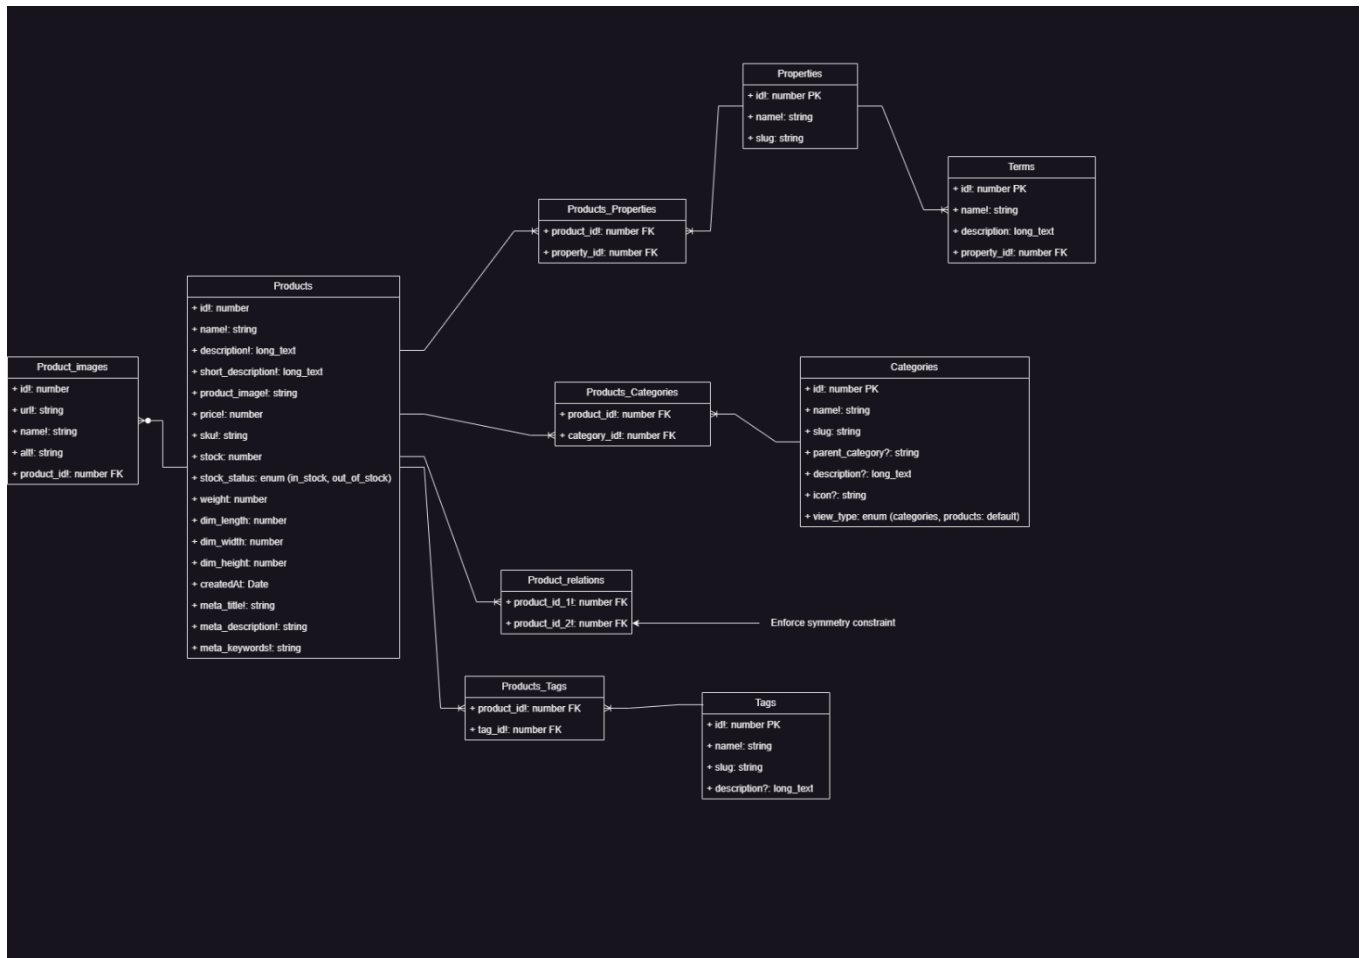 Properties
+ id!: number PK
+ name!: string
+ slug: string
Terms
+ id!: number PK
+ name!: string
+ description: long_text
+ property_id!: number FK
Products_Properties
+ product_id!: number FK
+ property_id!: number FK
Products
+ id!: number
+ name!: string
+ description!: long_text
+ short_description!: long_text
+ product_image!: string
+ price!: number
+ sku!: string
+ stock: number
+ stock_status: enum (in_stock, out_of_stock)
+ weight: number
+ dim_length: number
+ dim_width: number
+ dim_height: number
+ createdAt: Date
+ meta_title!: string
+ meta_description!: string
+ meta_keywords!: string
Product_images
+ id!: number
+ url!: string
+ name!: string
+ alt!: string
+ product_id!: number FK
Products_Categories
+ product_id!: number FK
+ category_id!: number FK
Categories
+ id!: number PK
+ name!: string
+ slug: string
+ parent_category?: string
+ description?: long_text
+ icon?: string
+ view_type: enum (categories, products: default)
Product_relations
+ product_id_1!: number FK
+ product_id_2!: number FK
Enforce symmetry constraint
Products_Tags
+ product_id!: number FK
+ tag_id!: number FK
Tags
+ id!: number PK
+ name!: string
+ slug: string
+ description?: long_text